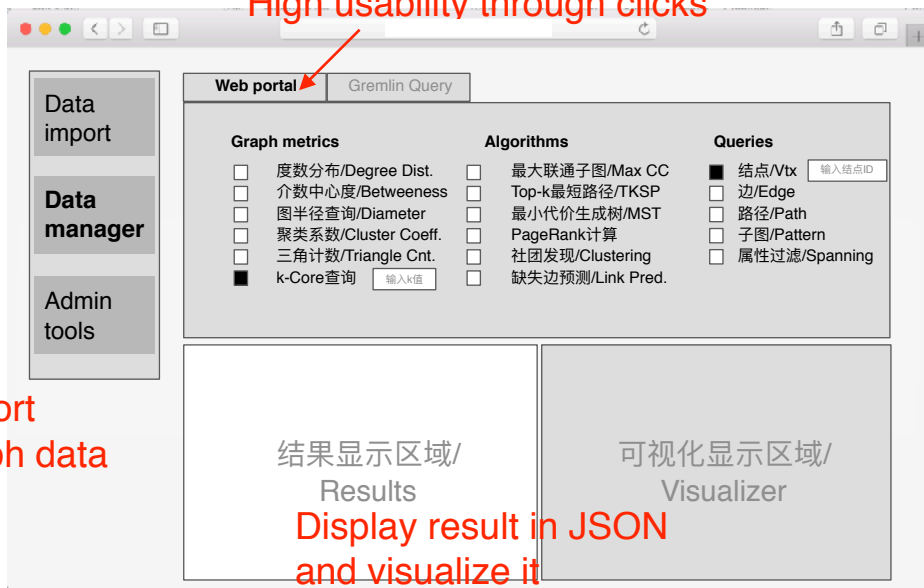 High usability through clicks
Web portal
Gremlin Query
Data
import
Data
manager
Admin
tools
Graph metrics
度数分布/Degree Dist.
介数中心度/Betweeness
图半径查询/Diameter
聚类系数/Cluster Coeff.
三角计数/Triangle Cnt.
k-Core查询
输入k值
Algorithms
最大联通子图/Max CC
Top-k最短路径/TKSP
最小代价生成树/MST
PageRank计算
社团发现/Clustering
缺失边预测/Link Pred.
Queries
结点/Vtx
输入结点ID
边/Edge
路径/Path
子图/Pattern
属性过滤/Spanning
ort
h data
结果显示区域/
Results
可视化显示区域/
Visualizer
Display result in JSON
and visualize it